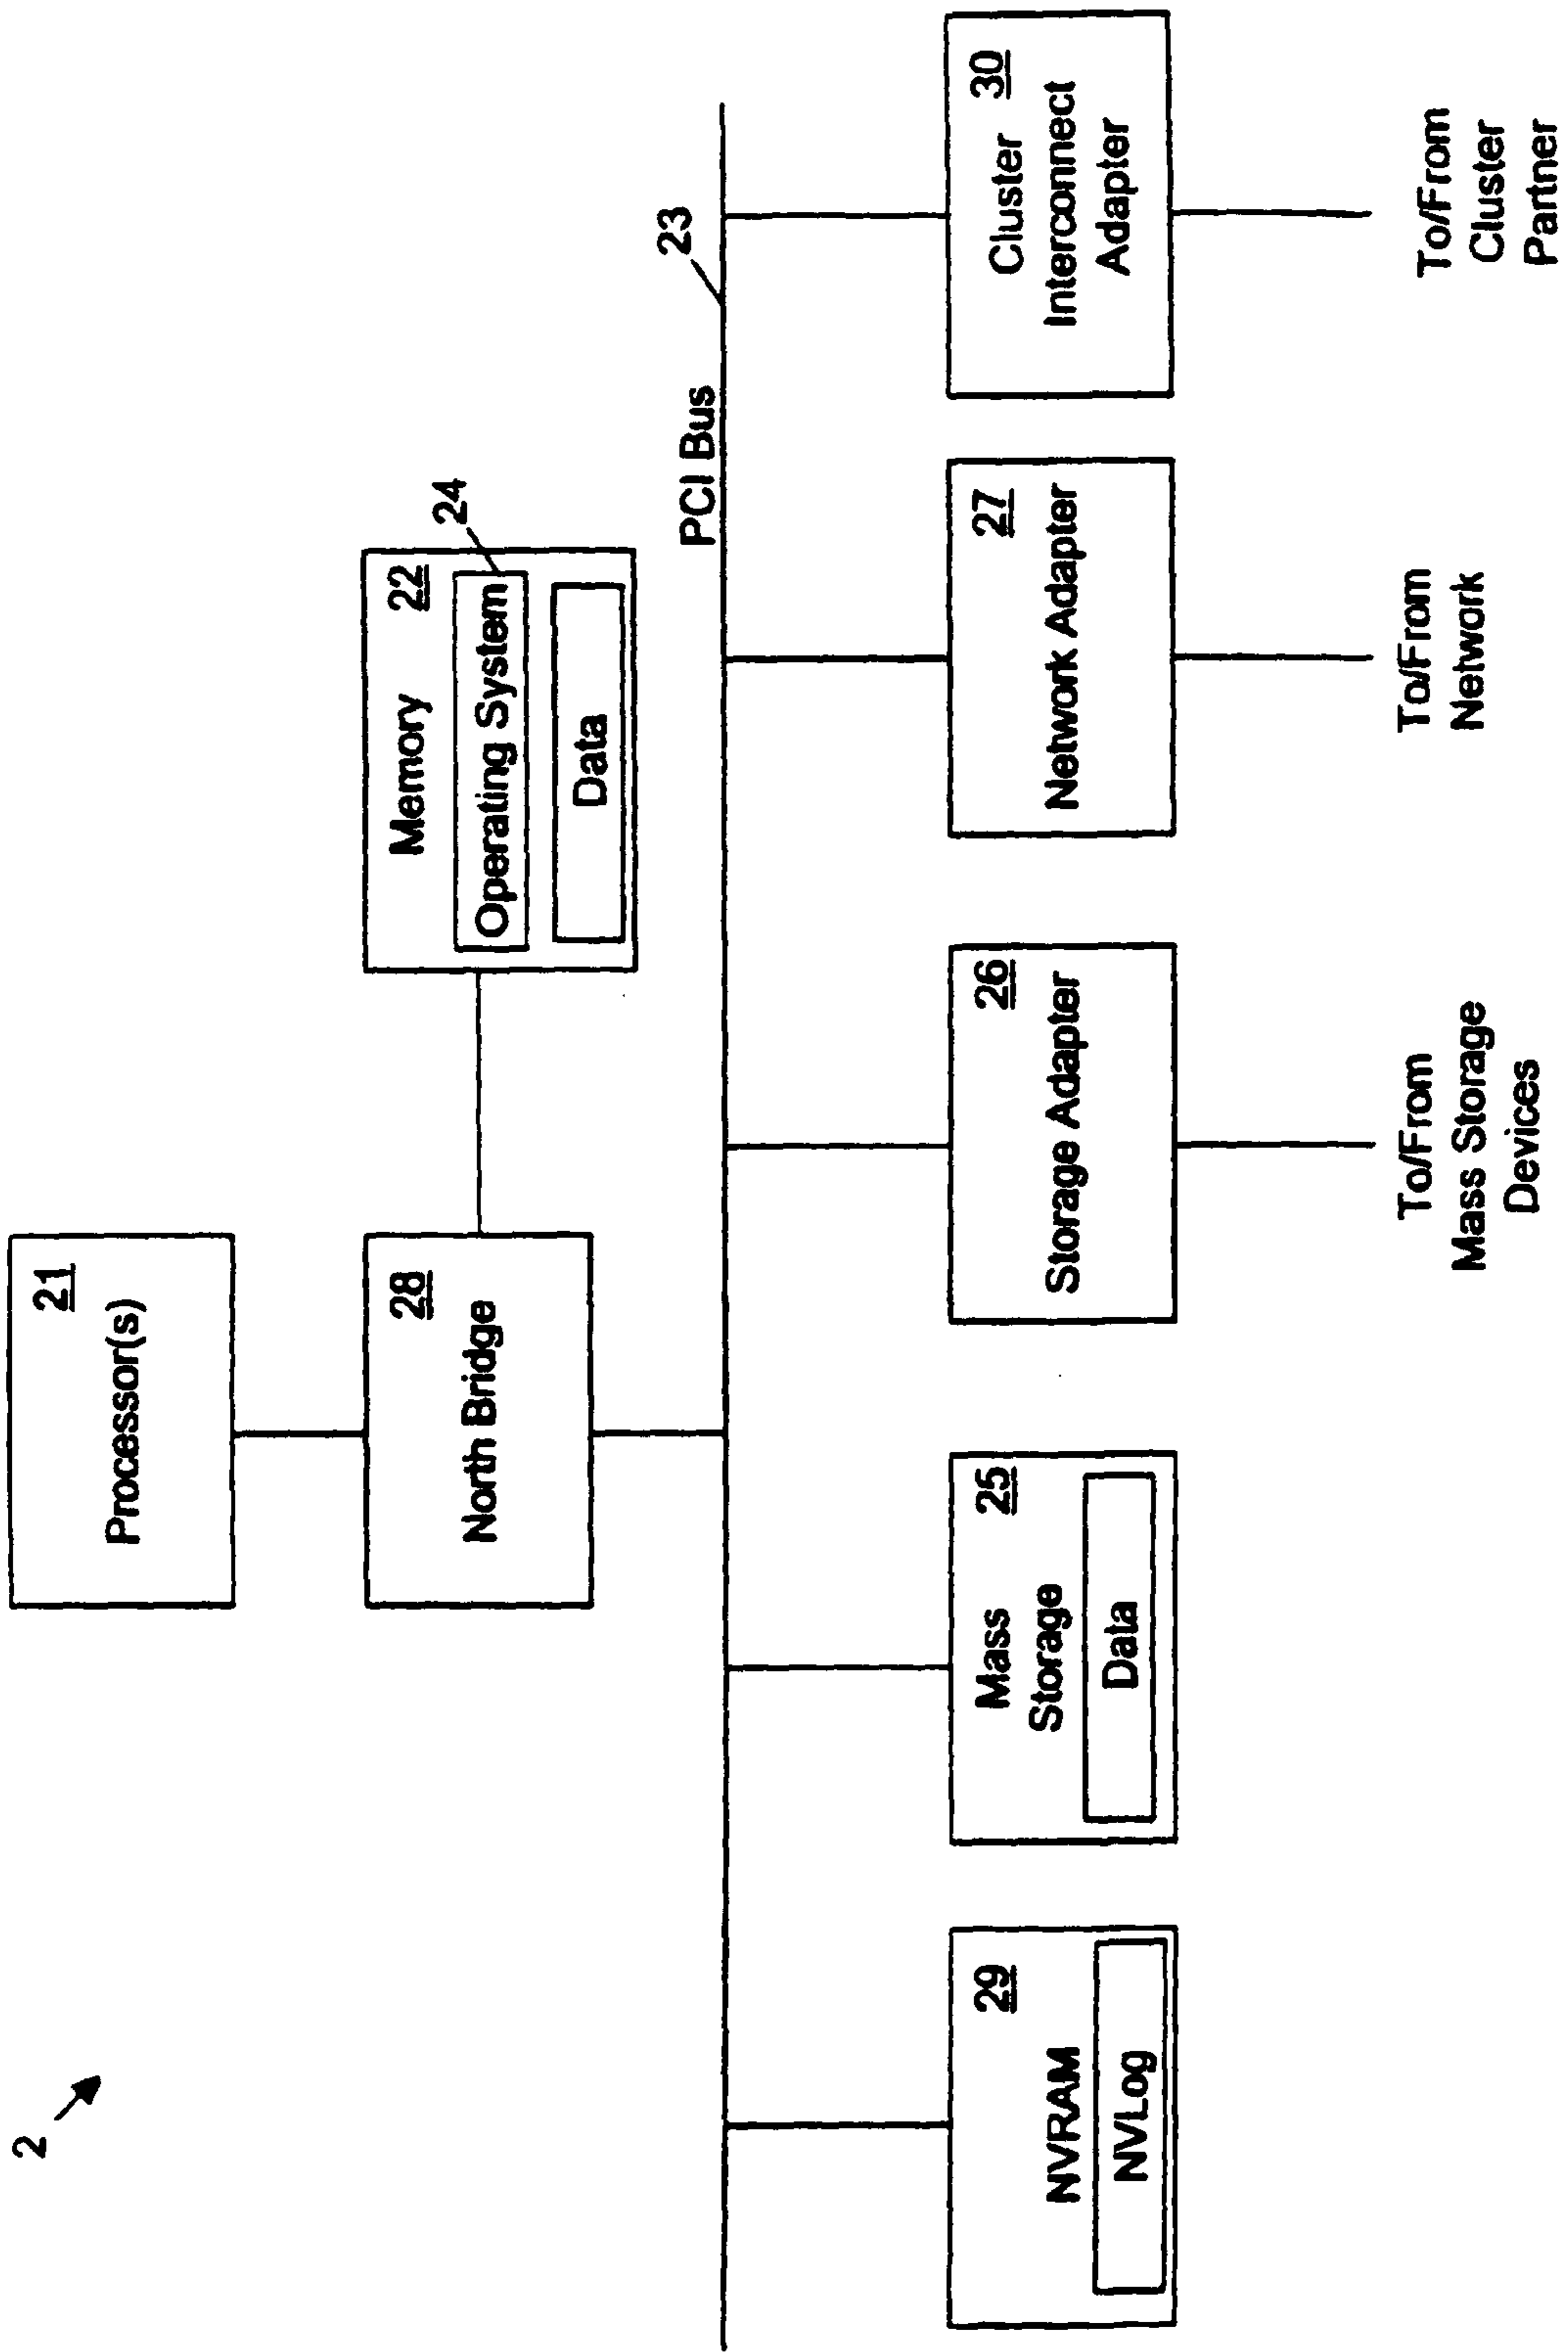 2
21
Processor(s)
28
North Bridge
Memory
22
24
Operating System
Data
PCI Bus
23
29
NVRAM
NVLog
25
Mass
Storage
Data
26
Storage Adapter
27
Network Adapter
30
Cluster
Interconnect
Adapter
To/From
Mass Storage
Devices
To/From
Network
To/From
Cluster
Partner